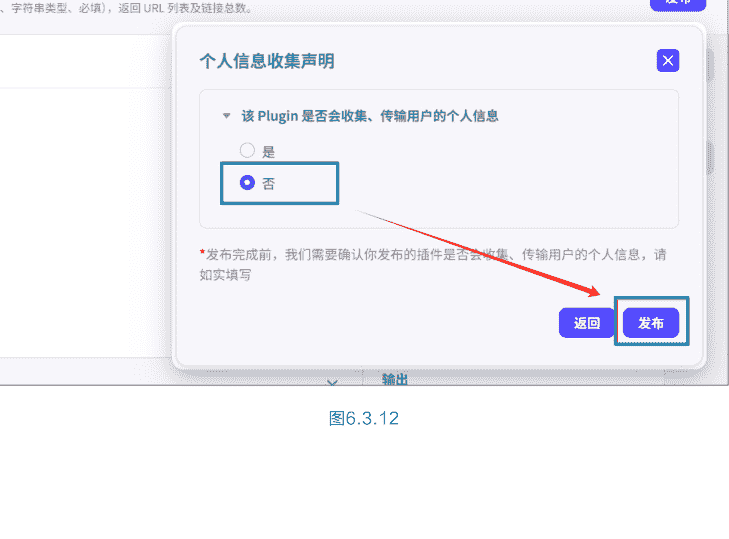 、字符串类型、必填），返回 URL 列表及链接总数。
发布
个人信息收集声明
该 Plugin 是否会收集、传输用户的个人信息
是
否
*发布完成前，我们需要确认你发布的插件是否会收集、传输用户的个人信息，请
如实填写
返回
发布
输出
图6.3.12